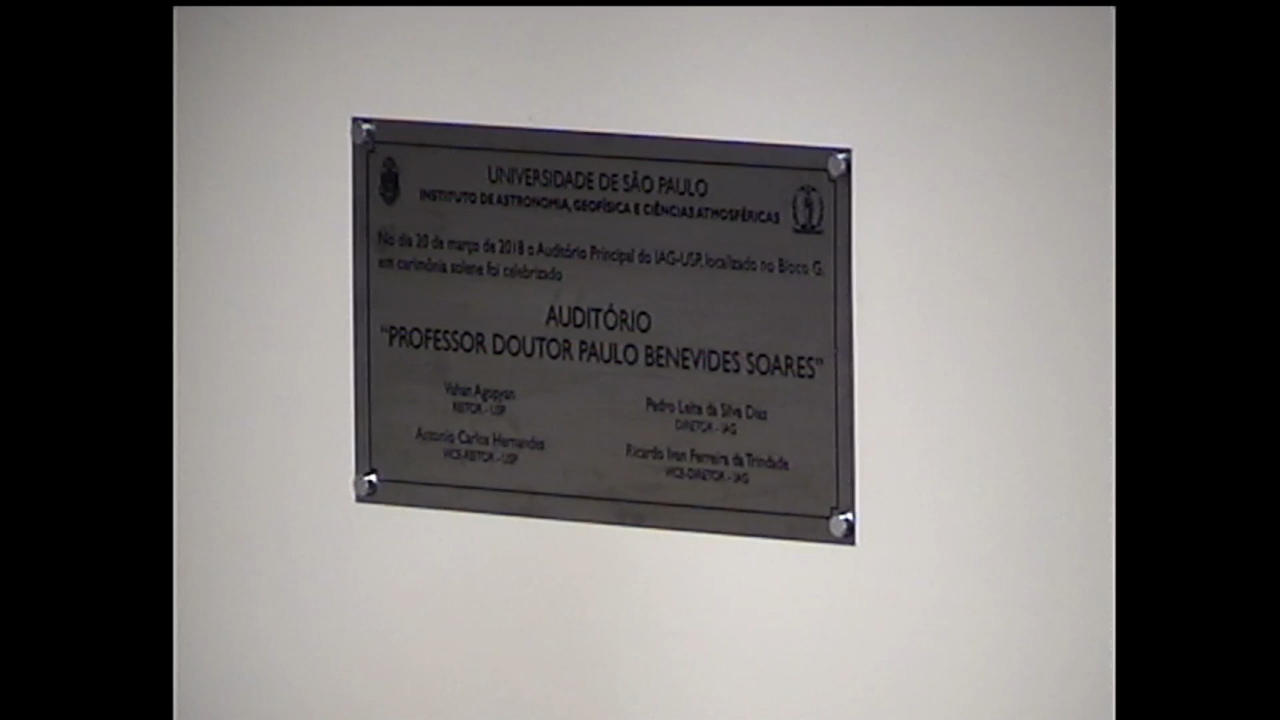 UNIVERSIDADE DE SÃO PAULO
INSTITUTO DE ASTRONOMIA, GEOFÍSICA E CIÊNCIAS ATMOSFÉRICAS
No dia 20 de março de 2018 o Auditório Principal do IAG-USP, localizado no Bloco G,
em cerimônia solene foi celebrizado
AUDITÓRIO
"PROFESSOR DOUTOR PAULO BENEVIDES SOARES"
Vahan Agopyan
REITOR - USP
Pedro Leite da Silva Dias
DIRETOR - IAG
Antonio Carlos Hernandes
VICE-REITOR - USP
Ricardo Ivan Ferreira da Trindade
VICE-DIRETOR - IAG